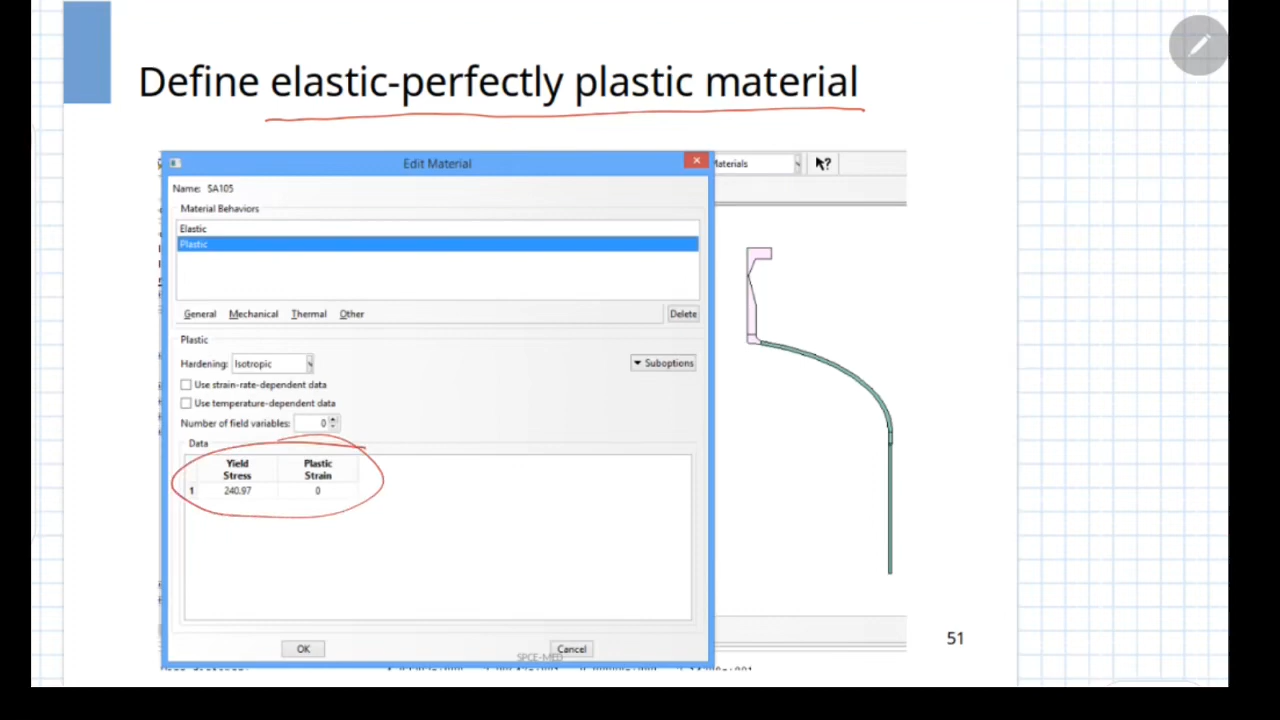 Define elastic-perfectly plastic material
Edit Material
Materials
Name: SA105
Material Behaviors
Elastic
Plastic
General Mechanical Thermal Other Delete
Plastic
Hardening: Isotropic Suboptions
Use strain-rate-dependent data
Use temperature-dependent data
Number of field variables: 0
Data
Yield Stress Plastic Strain
1 240.97 0
OK Cancel
SPCE-MED
51